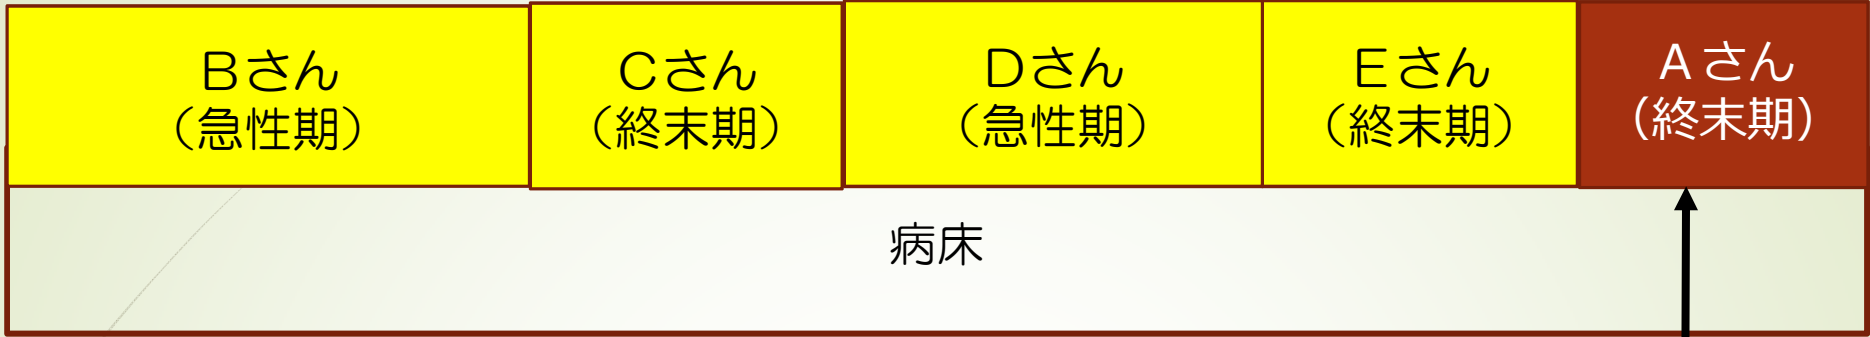 Bさん
（急性期）
Cさん
（終末期）
Dさん
（急性期）
Eさん
（終末期）
Aさん
（終末期）
病床